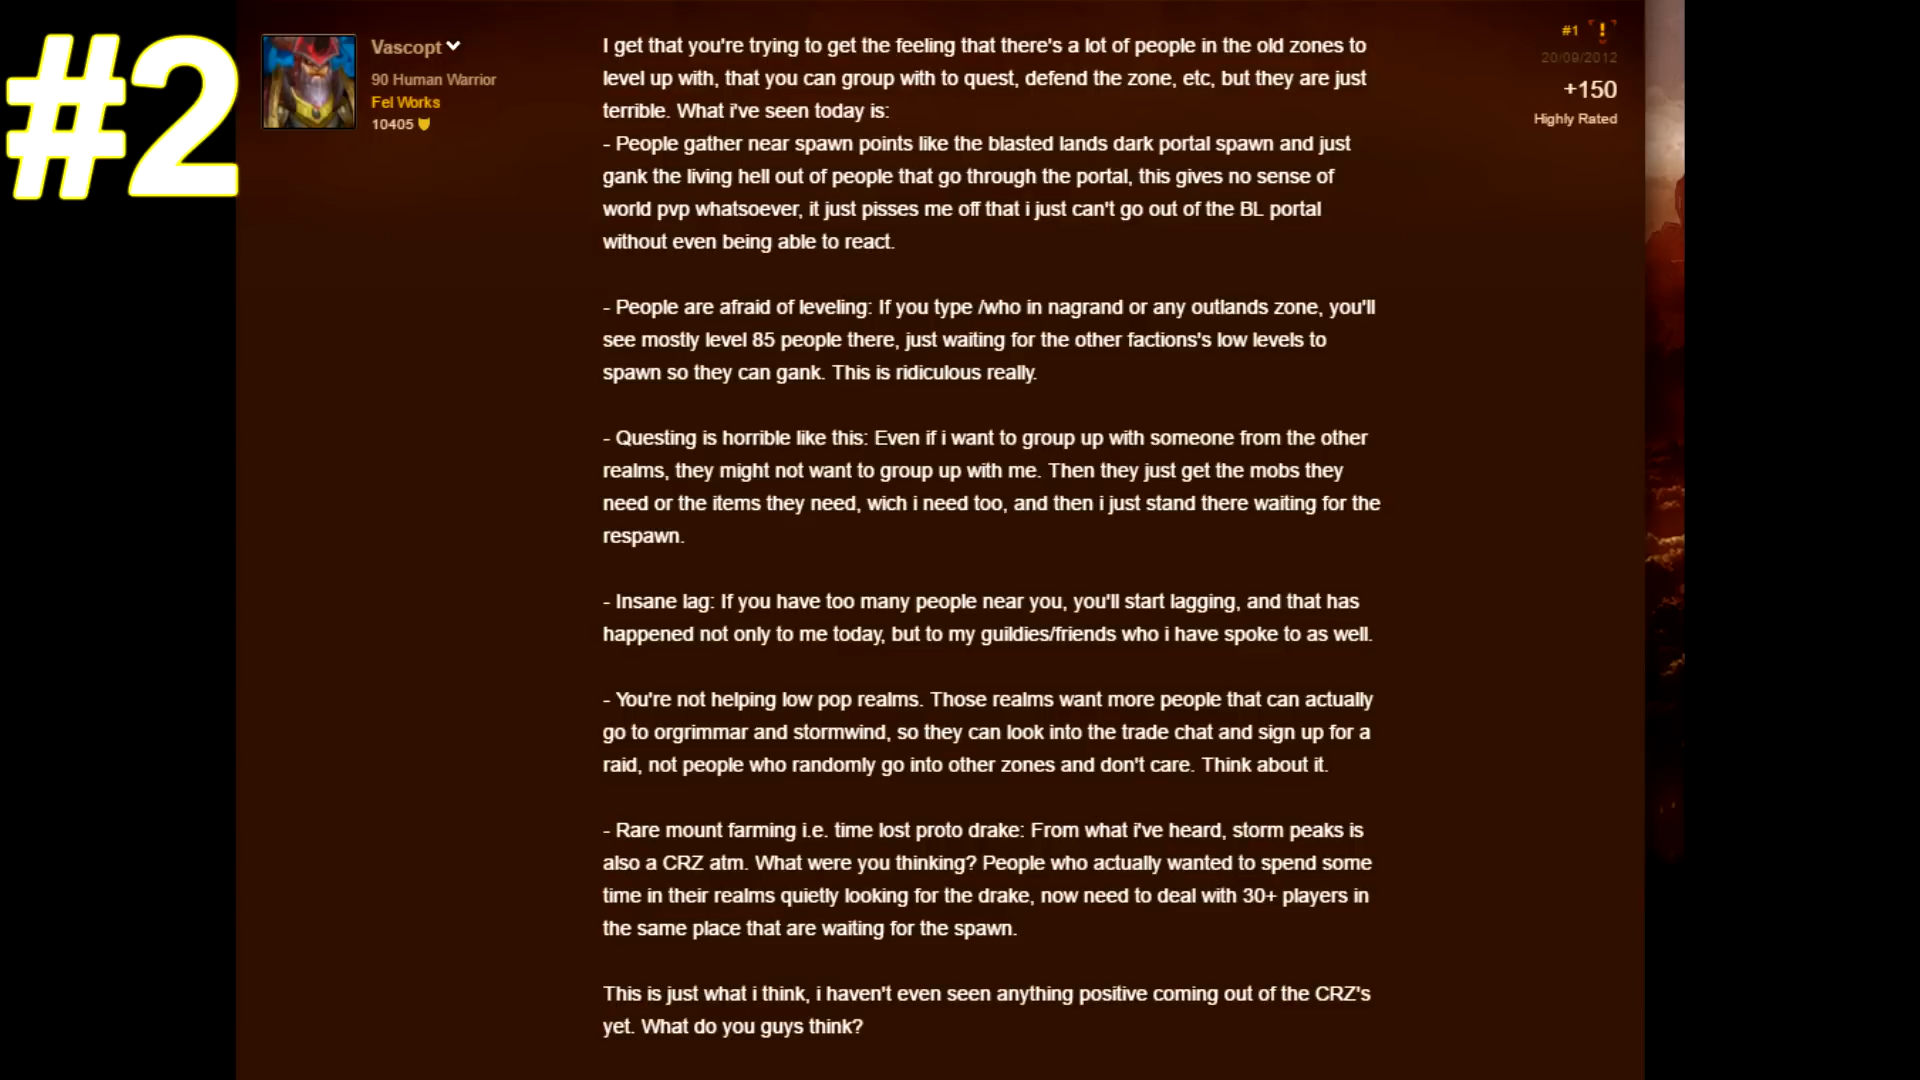 #2
Vascopt
90 Human Warrior
Fel Works
10405
I get that you're trying to get the feeling that there's a lot of people in the old zones to
level up with, that you can group with to quest, defend the zone, etc, but they are just
terrible. What i've seen today is:
- People gather near spawn points like the blasted lands dark portal spawn and just
gank the living hell out of people that go through the portal, this gives no sense of
world pvp whatsoever, it just pisses me off that i just can't go out of the BL portal
without even being able to react.
- People are afraid of leveling: If you type /who in nagrand or any outlands zone, you'll
see mostly level 85 people there, just waiting for the other factions's low levels to
spawn so they can gank. This is ridiculous really.
- Questing is horrible like this: Even if i want to group up with someone from the other
realms, they might not want to group up with me. Then they just get the mobs they
need or the items they need, wich i need too, and then i just stand there waiting for the
respawn.
- Insane lag: If you have too many people near you, you'll start lagging, and that has
happened not only to me today, but to my guildies/friends who i have spoke to as well.
- You're not helping low pop realms. Those realms want more people that can actually
go to orgrimmar and stormwind, so they can look into the trade chat and sign up for a
raid, not people who randomly go into other zones and don't care. Think about it.
- Rare mount farming i.e. time lost proto drake: From what i've heard, storm peaks is
also a CRZ atm. What were you thinking? People who actually wanted to spend some
time in their realms quietly looking for the drake, now need to deal with 30+ players in
the same place that are waiting for the spawn.
This is just what i think, i haven't even seen anything positive coming out of the CRZ's
yet. What do you guys think?
#1
20/09/2012
+150
Highly Rated